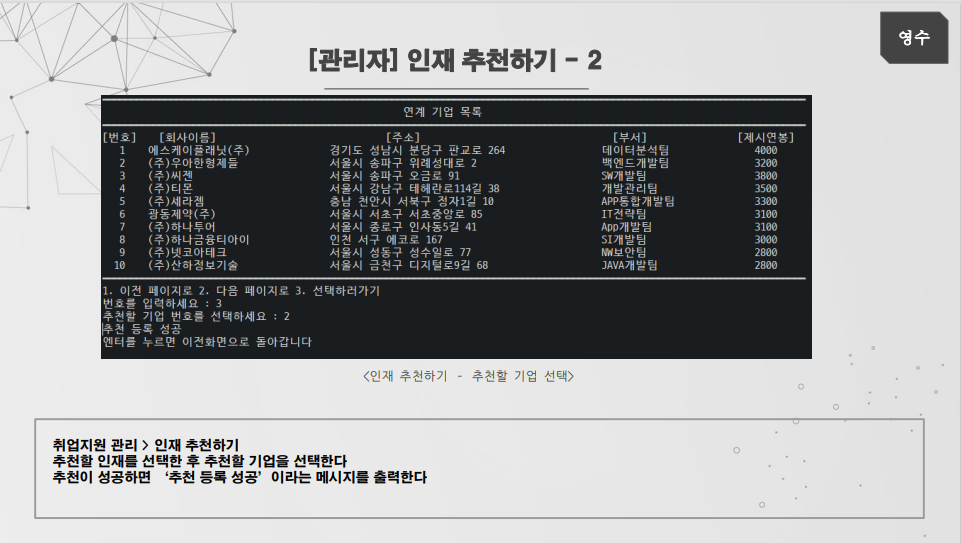 영수
[관리자] 인재 추천하기 - 2
연계 기업 목록
[번호] [회사이름] [주소] [부서] [제시연봉]
1 에스케이플래닛(주) 경기도 성남시 분당구 판교로 264 데이터분석팀 4000
2 (주)우아한형제들 서울시 송파구 위례성대로 2 백엔드개발팀 3200
3 (주)씨젠 서울시 송파구 오금로 91 SW개발팀 3800
4 (주)티몬 서울시 강남구 테헤란로114길 38 개발관리팀 3500
5 (주)세라젬 충남 천안시 서북구 정자1길 10 APP통합개발팀 3300
6 광동제약(주) 서울시 서초구 서초중앙로 85 IT전략팀 3100
7 (주)하나투어 서울시 종로구 인사동5길 41 App개발팀 3100
8 (주)하나금융티아이 인천 서구 에코로 167 SI개발팀 3000
9 (주)넷코아테크 서울시 성동구 성수일로 77 NW보안팀 2800
10 (주)산하정보기술 서울시 금천구 디지털로9길 68 JAVA개발팀 2800
1. 이전 페이지로 2. 다음 페이지로 3. 선택하러가기
번호를 입력하세요 : 3
추천할 기업 번호를 선택하세요 : 2
추천 등록 성공
엔터를 누르면 이전화면으로 돌아갑니다
<인재 추천하기 - 추천할 기업 선택>
취업지원 관리 > 인재 추천하기
추천할 인재를 선택한 후 추천할 기업을 선택한다
추천이 성공하면 ‘추천 등록 성공’ 이라는 메시지를 출력한다